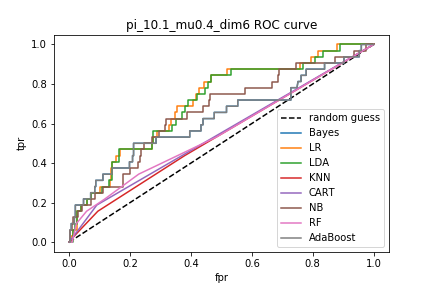 pi_10.1_mu0.4_dim6 ROC curve
1.0
0.8
0.6
0.4
0.2
0.0
tpr
0.0 0.2 0.4 0.6 0.8 1.0
fpr
random guess
Bayes
LR
LDA
KNN
CART
NB
RF
AdaBoost